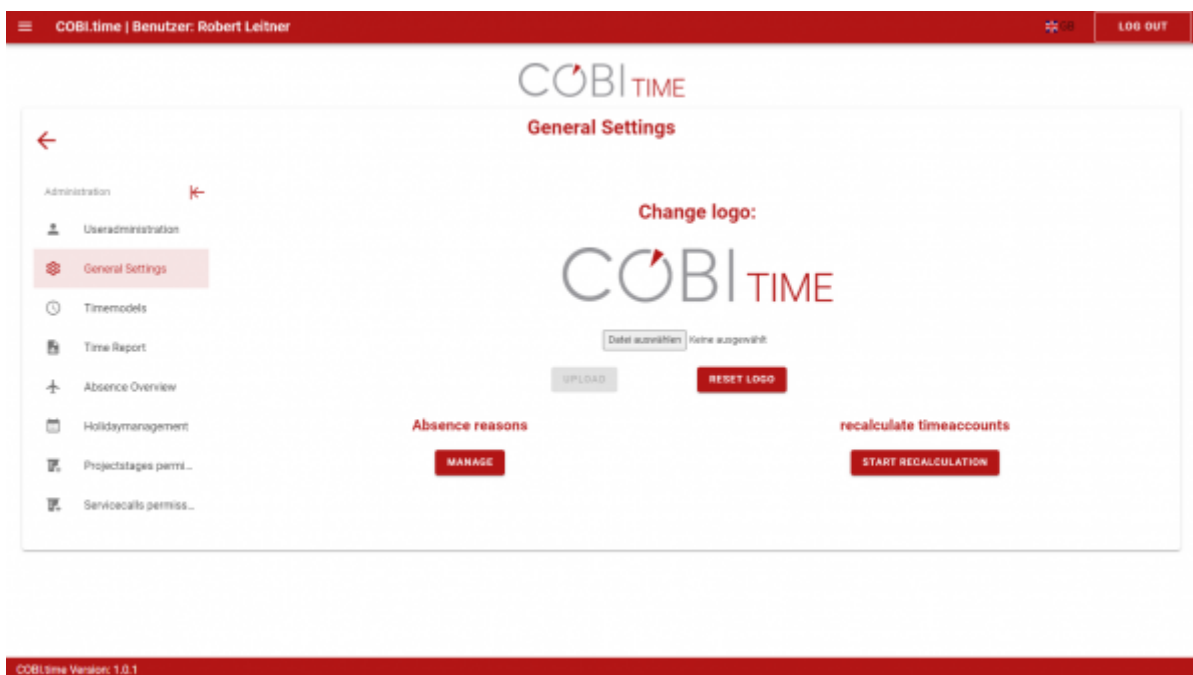 COBI.time | Benutzer: Robert Leitner
GB
LOG OUT
COBI TIME
General Settings
Administration
Useradministration
General Settings
Timemodels
Time Report
Absence Overview
Holidaymanagement
Projectstages permi...
Servicecalls permiss...
Change logo:
COBI TIME
Datei auswählen Keine ausgewählt
UPLOAD
RESET LOGO
Absence reasons
MANAGE
recalculate timeaccounts
START RECALCULATION
COBI.time Version: 1.0.1